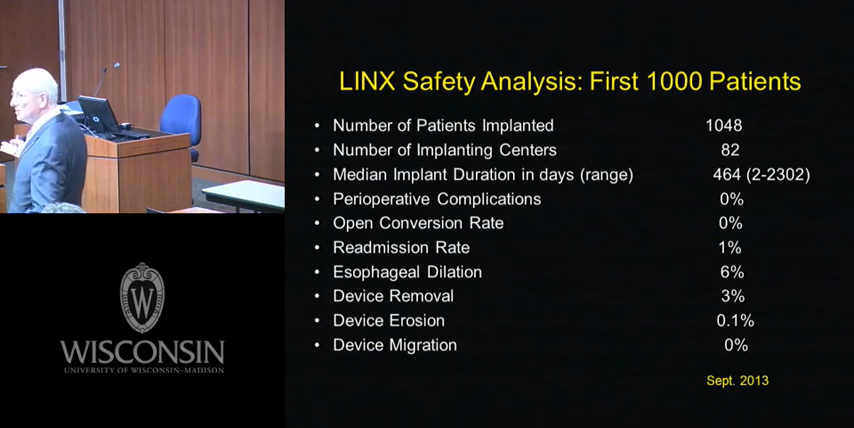 LINX Safety Analysis: First 1000 Patients
• Number of Patients Implanted 1048
• Number of Implanting Centers 82
• Median Implant Duration in days (range) 464 (2-2302)
• Perioperative Complications 0%
• Open Conversion Rate 0%
• Readmission Rate 1%
• Esophageal Dilation 6%
• Device Removal 3%
• Device Erosion 0.1%
• Device Migration 0%
Sept. 2013
W
WISCONSIN
UNIVERSITY OF WISCONSIN–MADISON